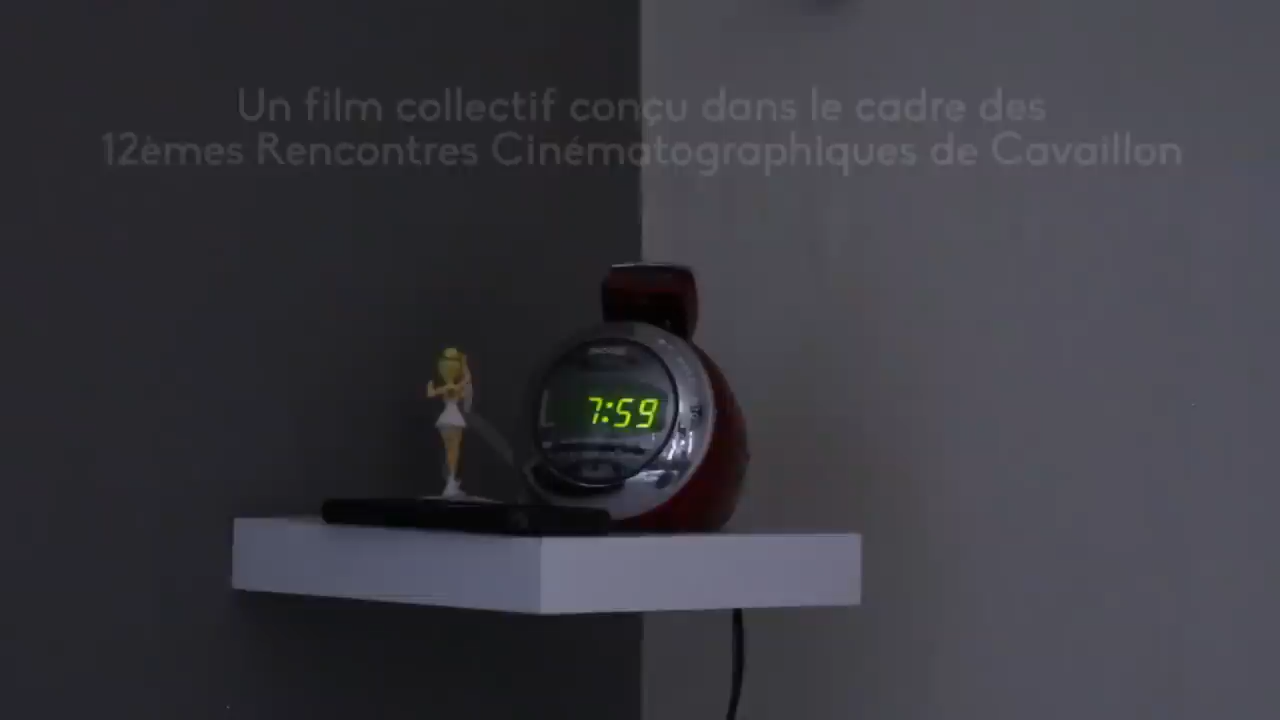 Un film collectif conçu dans le cadre des
12èmes Rencontres Cinématographiques de Cavaillon
7:59